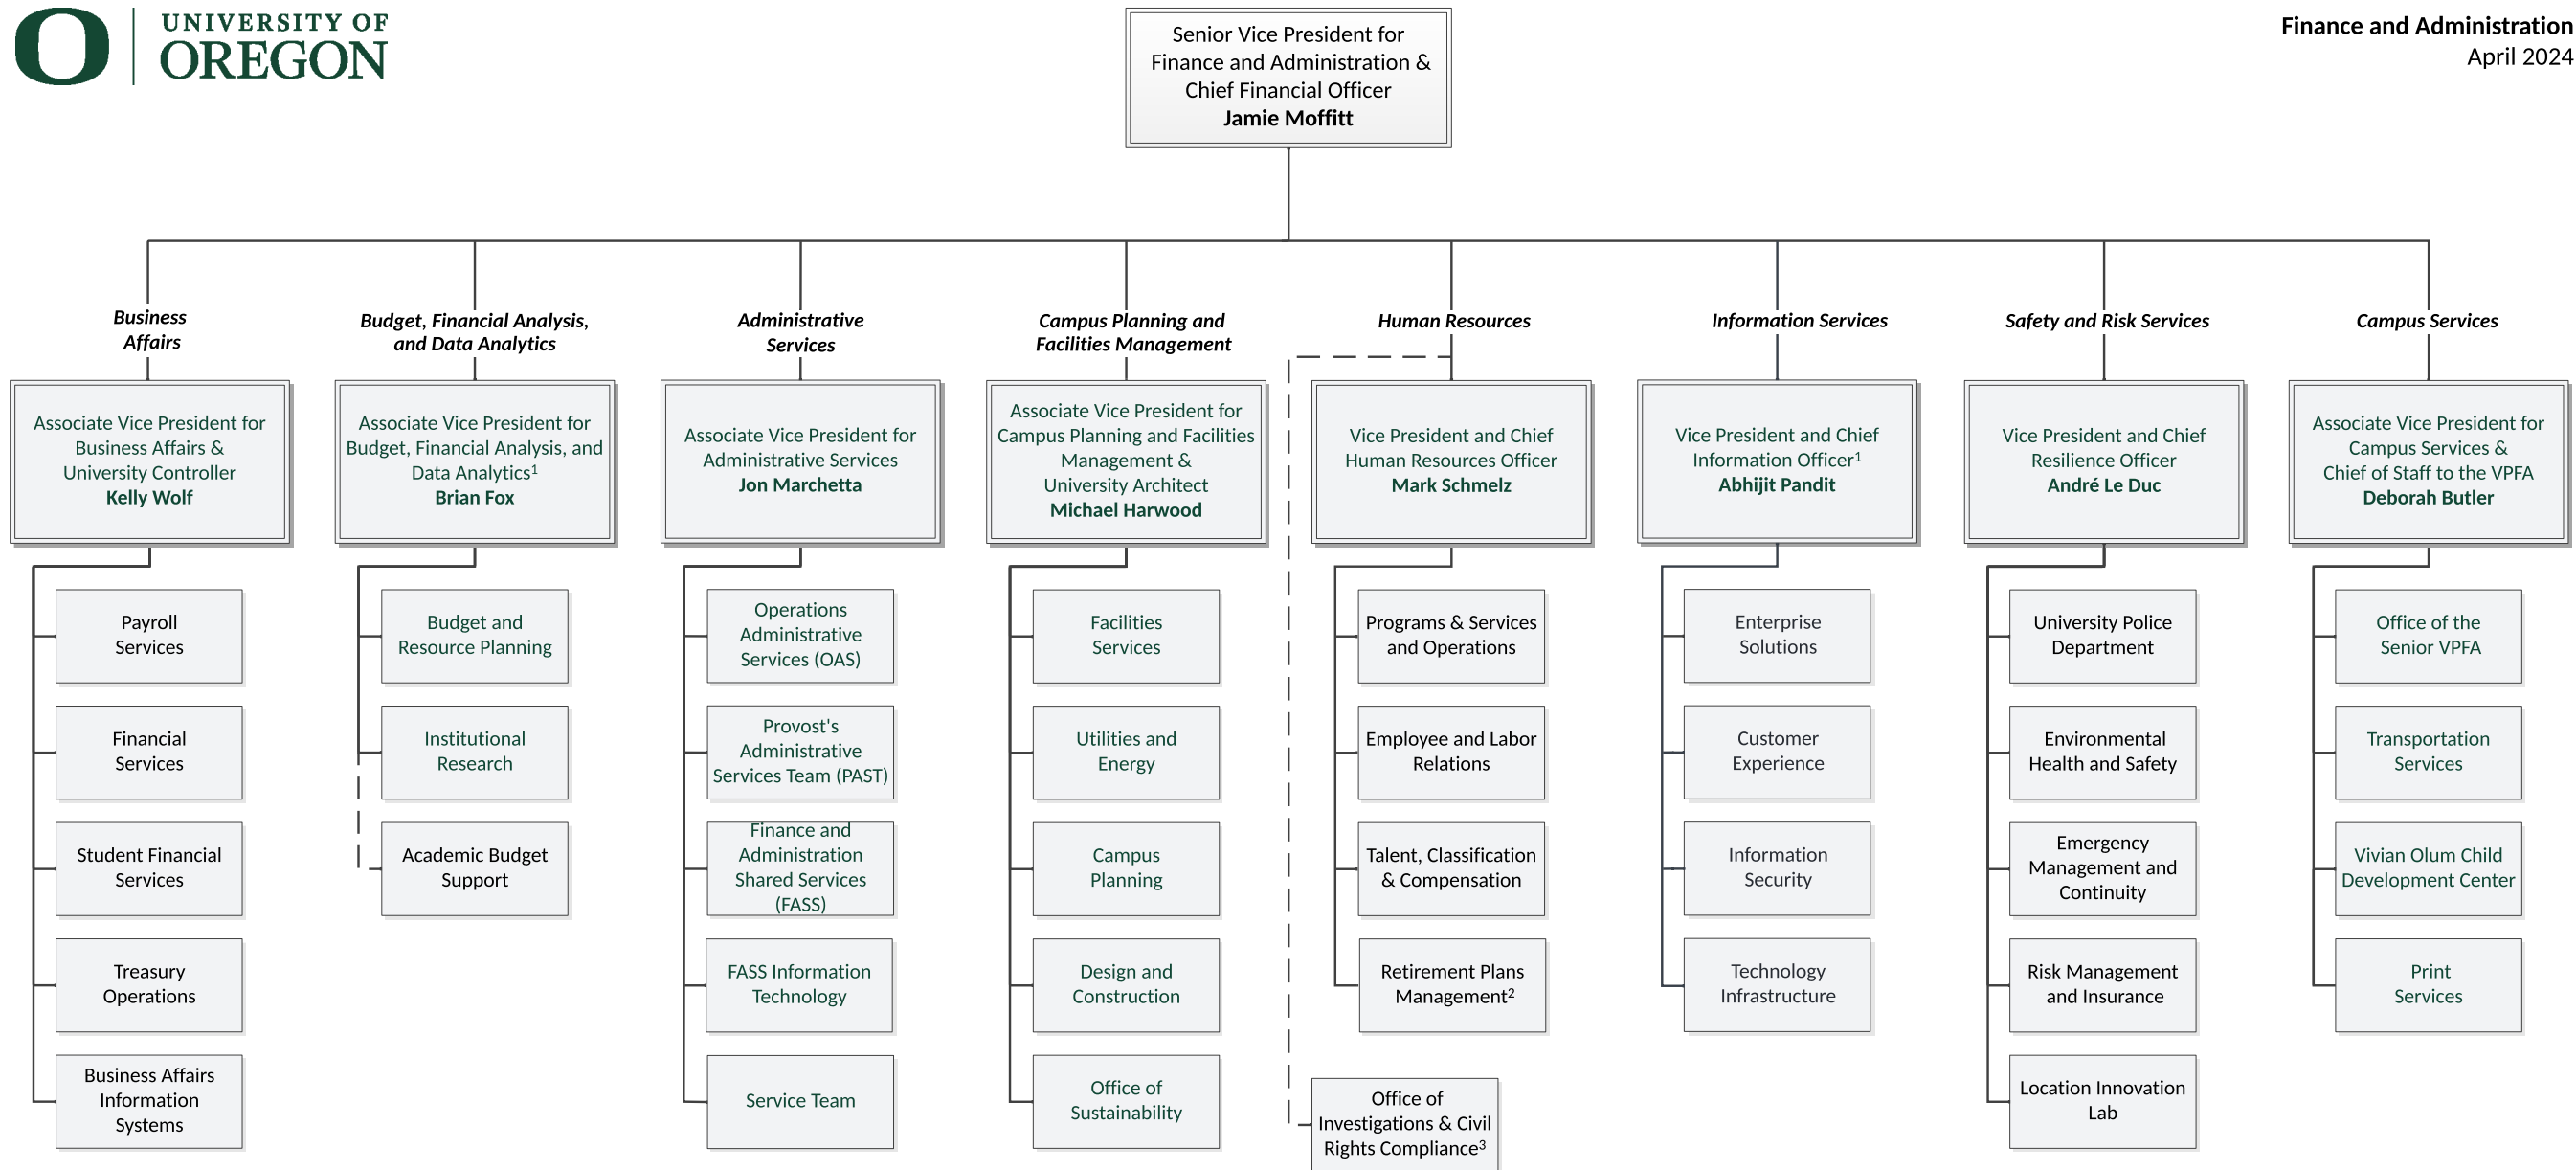 UNIVERSITY OF
OREGON
Senior Vice President for
Finance and Administration &
Chief Financial Officer
Jamie Moffitt
Finance and Administration
April 2024
Business
Affairs
Associate Vice President for
Business Affairs &
University Controller
Kelly Wolf
Payroll
Services
Financial
Services
Student Financial
Services
Treasury
Operations
Business Affairs
Information
Systems
Budget, Financial Analysis,
and Data Analytics
Associate Vice President for
Budget, Financial Analysis, and
Data Analytics¹
Brian Fox
Budget and
Resource Planning
Institutional
Research
Academic Budget
Support
Administrative
Services
Associate Vice President for
Administrative Services
Jon Marchetta
Operations
Administrative
Services (OAS)
Provost's
Administrative
Services Team (PAST)
Finance and
Administration
Shared Services
(FASS)
FASS Information
Technology
Service Team
Campus Planning and
Facilities Management
Associate Vice President for
Campus Planning and Facilities
Management &
University Architect
Michael Harwood
Facilities
Services
Utilities and
Energy
Campus
Planning
Design and
Construction
Office of
Sustainability
Human Resources
Vice President and Chief
Human Resources Officer
Mark Schmelz
Programs & Services
and Operations
Employee and Labor
Relations
Talent, Classification
& Compensation
Retirement Plans
Management²
Office of
Investigations & Civil
Rights Compliance³
Information Services
Vice President and Chief
Information Officer¹
Abhijit Pandit
Enterprise
Solutions
Customer
Experience
Information
Security
Technology
Infrastructure
Safety and Risk Services
Vice President and Chief
Resilience Officer
André Le Duc
University Police
Department
Environmental
Health and Safety
Emergency
Management and
Continuity
Risk Management
and Insurance
Location Innovation
Lab
Campus Services
Associate Vice President for
Campus Services &
Chief of Staff to the VPFA
Deborah Butler
Office of the
Senior VPFA
Transportation
Services
Vivian Olum Child
Development Center
Print
Services